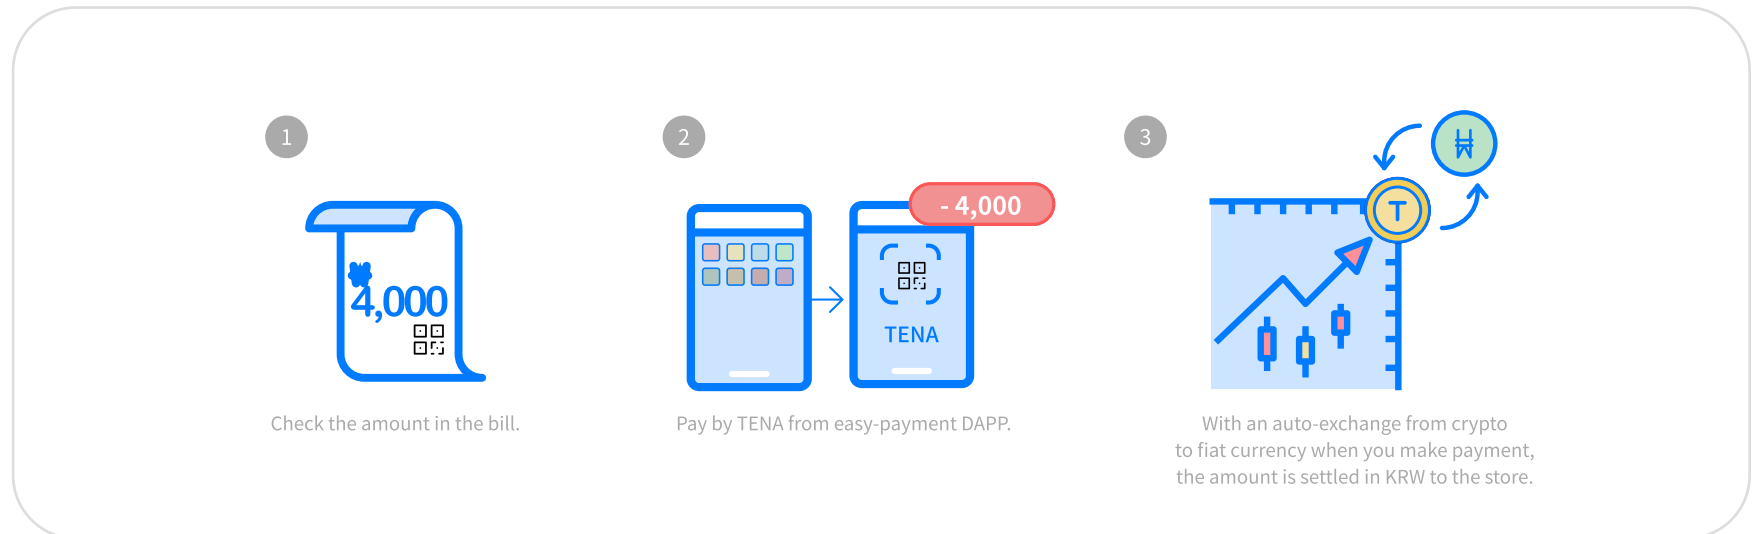 1
₩
4,000
Check the amount in the bill.
2
- 4,000
TENA
Pay by TENA from easy-payment DAPP.
3
₩
T
With an auto-exchange from crypto
to fiat currency when you make payment,
the amount is settled in KRW to the store.